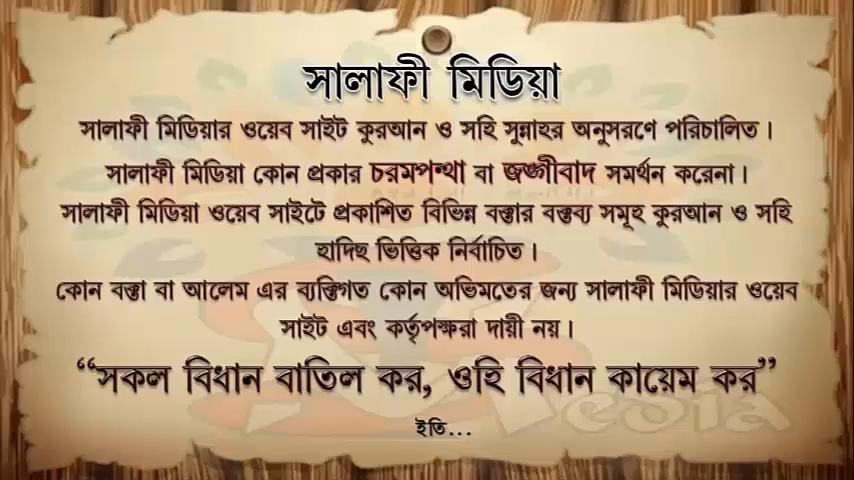 সালাফী মিডিয়া
সালাফী মিডিয়ার ওয়েব সাইট কুরআন ও সহি সুন্নাহর অনুসরণে পরিচালিত।
সালাফী মিডিয়া কোন প্রকার চরমপন্থা বা জঙ্গীবাদ সমর্থন করেনা।
সালাফী মিডিয়া ওয়েব সাইটে প্রকাশিত বিভিন্ন বক্তার বক্তব্য সমূহ কুরআন ও সহি
হাদিছ ভিত্তিক নির্বাচিত।
কোন বক্তা বা আলেম এর ব্যক্তিগত কোন অভিমতের জন্য সালাফী মিডিয়ার ওয়েব
সাইট এবং কর্তৃপক্ষরা দায়ী নয়।
“সকল বিধান বাতিল কর, ওহি বিধান কায়েম কর”
ইতি...